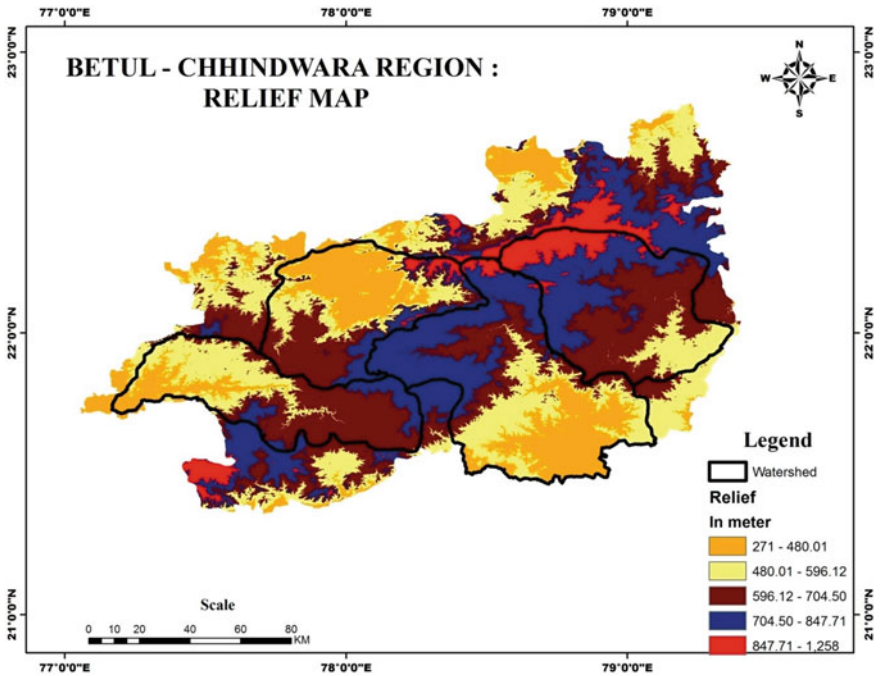 77°0'0"E 78°0'0"E 79°0'0"E
23°0'0"N 23°0'0"N
BETUL - CHHINDWARA REGION :
RELIEF MAP
N
W E
S
22°0'0"N 22°0'0"N
Legend
Watershed
Relief
In meter
271 - 480.01
480.01 - 596.12
596.12 - 704.50
704.50 - 847.71
847.71 - 1,258
21°0'0"N 21°0'0"N
Scale
0 10 20 40 60 80
KM
77°0'0"E 78°0'0"E 79°0'0"E